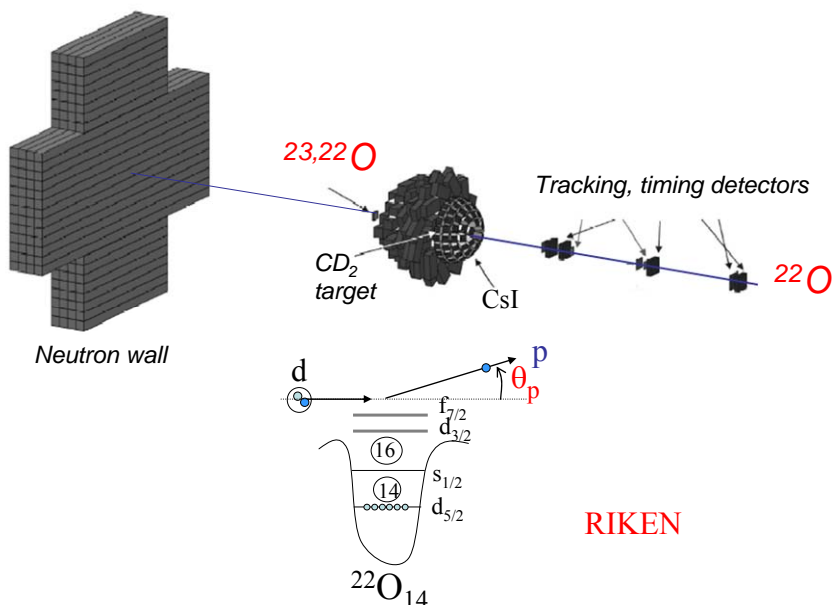 ²³,²²O
Tracking, timing detectors
CD₂
target
CsI
²²O
Neutron wall
d
p
θₚ
f₇/₂
d₃/₂
16
s₁/₂
14
d₅/₂
RIKEN
²²O₁₄